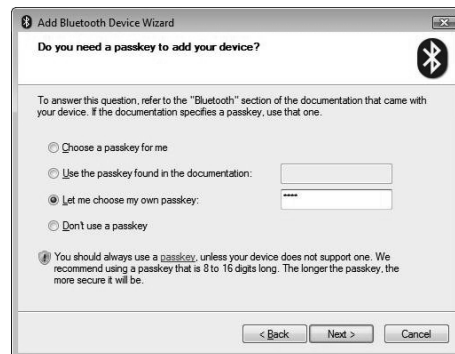 Add Bluetooth Device Wizard
Do you need a passkey to add your device?
To answer this question, refer to the "Bluetooth" section of the documentation that came with
your device. If the documentation specifies a passkey, use that one.
Choose a passkey for me
Use the passkey found in the documentation:
Let me choose my own passkey: ****
Don't use a passkey
You should always use a passkey, unless your device does not support one. We
recommend using a passkey that is 8 to 16 digits long. The longer the passkey, the
more secure it will be.
< Back Next > Cancel